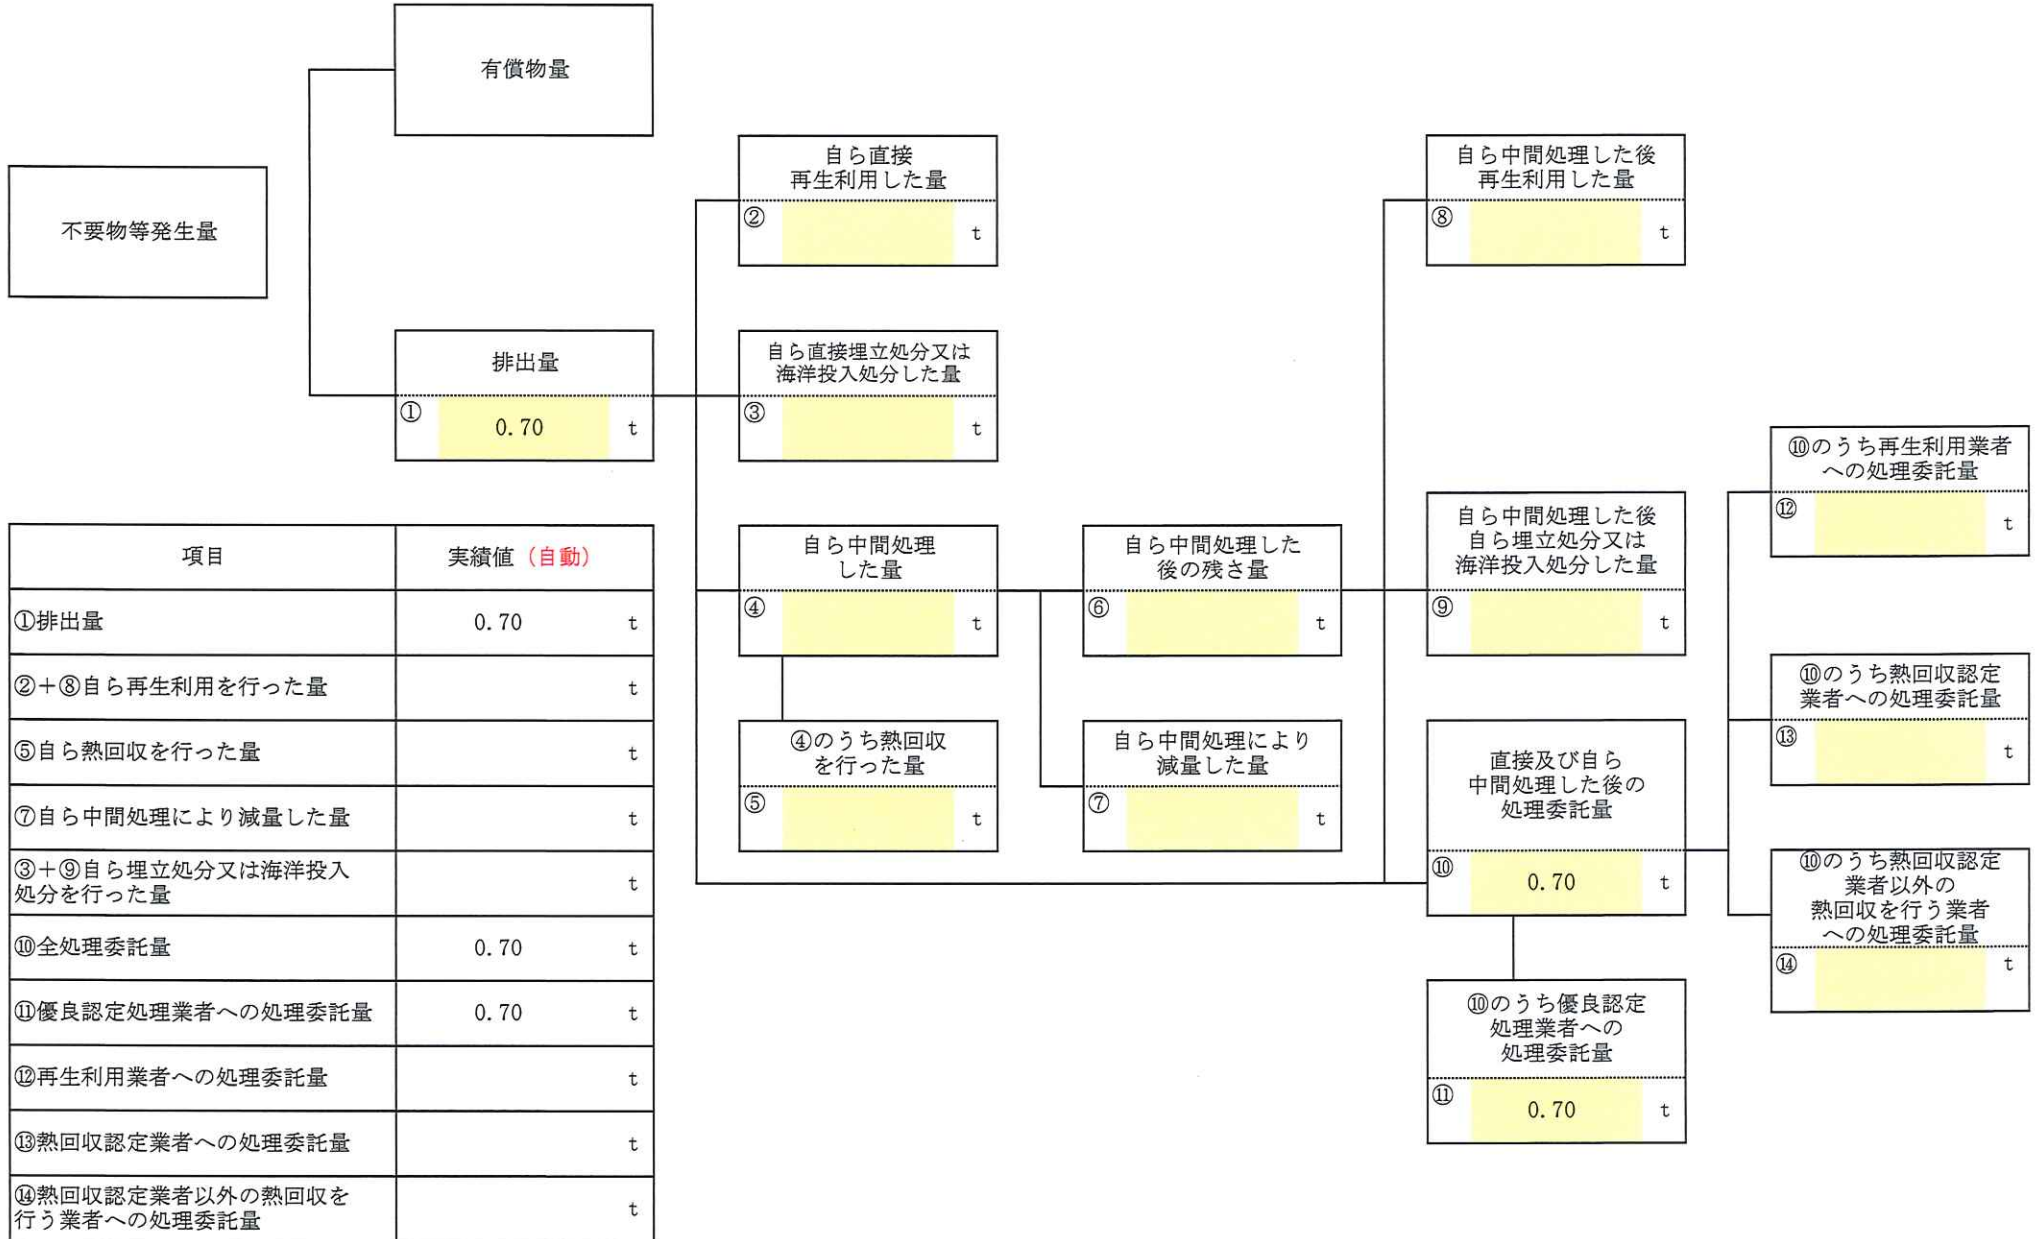 有償物量
不要物等発生量
自ら直接
再生利用した量
②
t
自ら中間処理した後
再生利用した量
⑧
t
排出量
① 0.70 t
自ら直接埋立処分又は
海洋投入処分した量
③
t
自ら中間処理
した量
④
t
自ら中間処理した
後の残さ量
⑥
t
自ら中間処理した後
自ら埋立処分又は
海洋投入処分した量
⑨
t
⑩のうち再生利用業者
への処理委託量
⑫
t
④のうち熱回収
を行った量
⑤
t
自ら中間処理により
減量した量
⑦
t
直接及び自ら
中間処理した後の
処理委託量
⑩ 0.70 t
⑩のうち熱回収認定
業者への処理委託量
⑬
t
⑩のうち熱回収認定
業者以外の
熱回収を行う業者
への処理委託量
⑭
t
⑩のうち優良認定
処理業者への
処理委託量
⑪ 0.70 t
項目 実績値（自動）
①排出量 0.70 t
②＋⑧自ら再生利用を行った量 t
⑤自ら熱回収を行った量 t
⑦自ら中間処理により減量した量 t
③＋⑨自ら埋立処分又は海洋投入
処分を行った量 t
⑩全処理委託量 0.70 t
⑪優良認定処理業者への処理委託量 0.70 t
⑫再生利用業者への処理委託量 t
⑬熱回収認定業者への処理委託量 t
⑭熱回収認定業者以外の熱回収を
行う業者への処理委託量 t